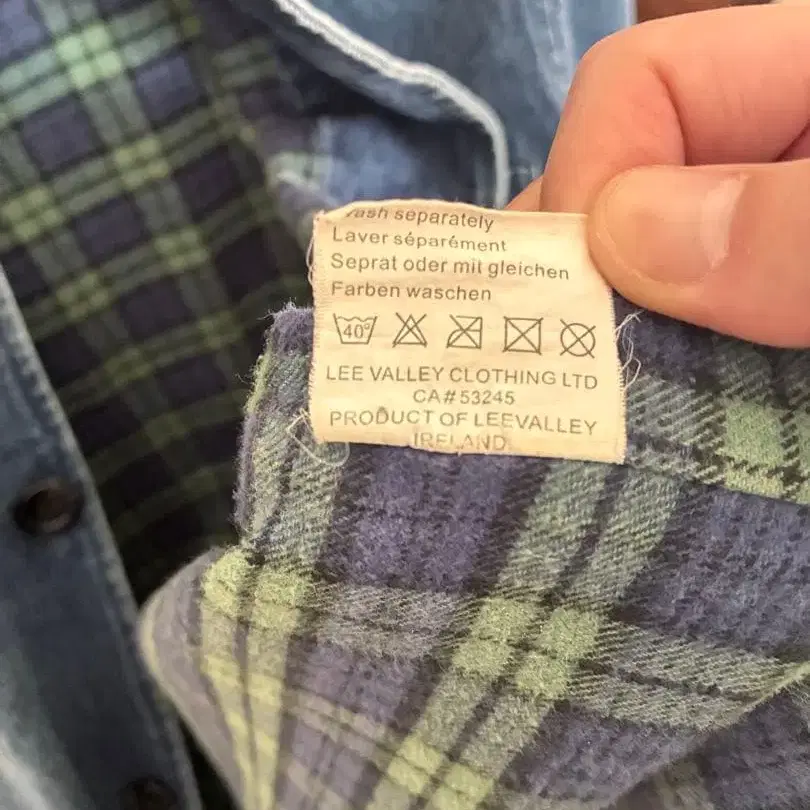 Wash separately
Laver séparément
Seprat oder mit gleichen
Farben waschen
40°
LEE VALLEY CLOTHING LTD
CA#53245
PRODUCT OF LEEVALLEY
IRELAND.